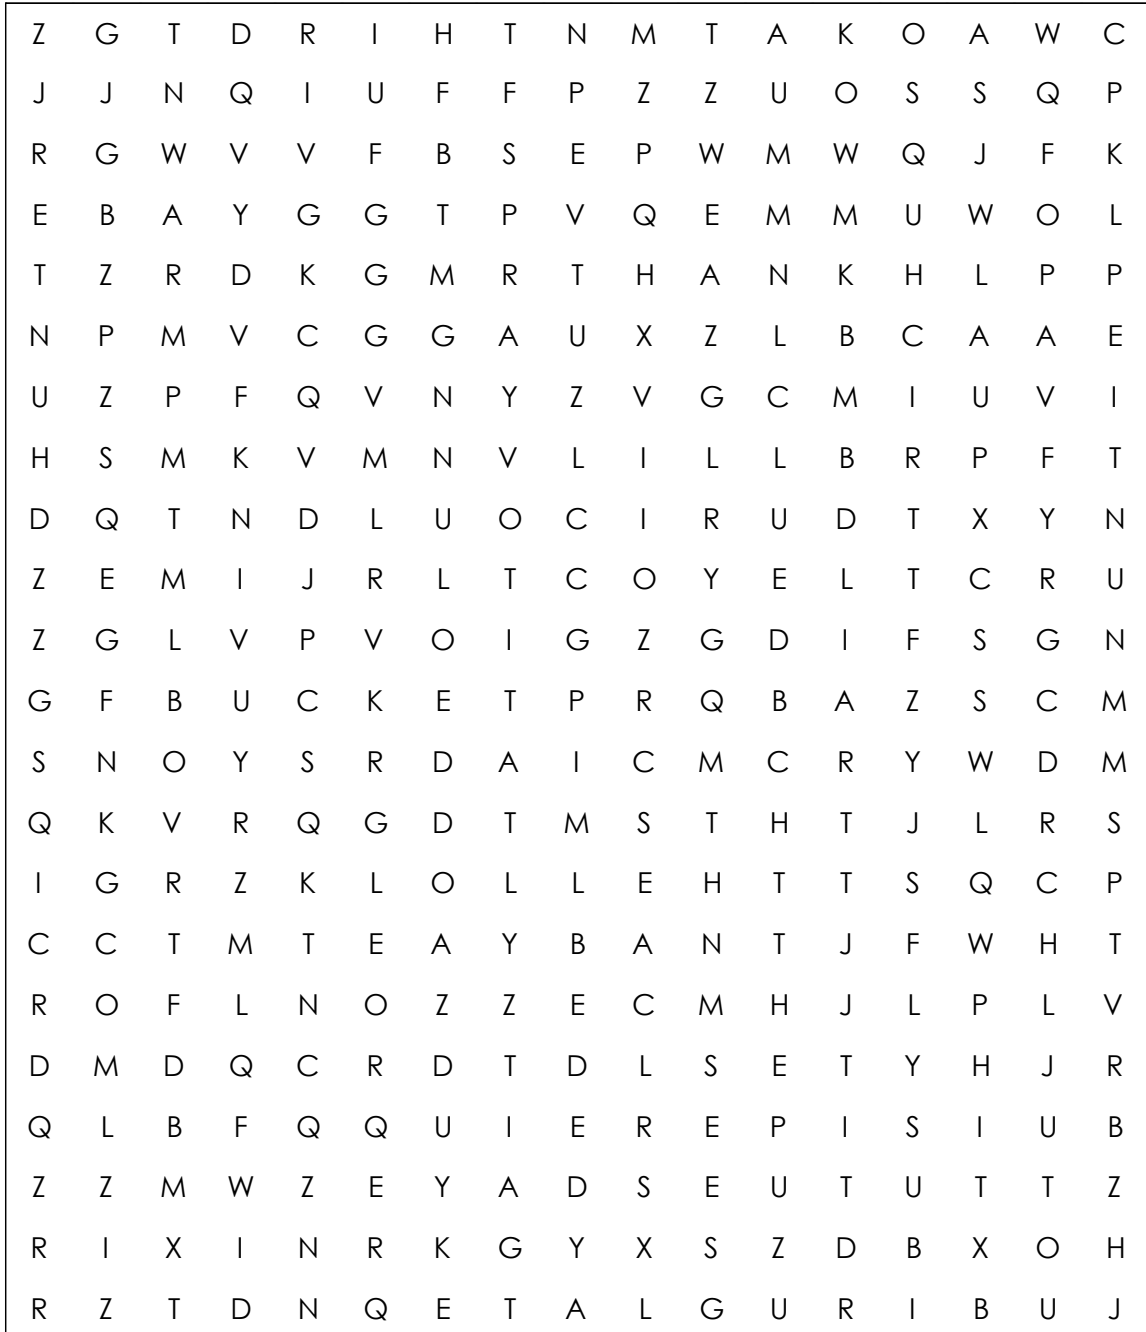 Z G T D R I H T N M T A K O A W C
J J N Q I U F F P Z Z U O S S Q P
R G W V V F B S E P W M W Q J F K
E B A Y G G T P V Q E M M U W O L
T Z R D K G M R T H A N K H L P P
N P M V C G G A U X Z L B C A A E
U Z P F Q V N Y Z V G C M I U V I
H S M K V M N V L I L L B R P F T
D Q T N D L U O C I R U D T X Y N
Z E M I J R L T C O Y E L T C R U
Z G L V P V O I G Z G D I F S G N
G F B U C K E T P R Q B A Z S C M
S N O Y S R D A I C M C R Y W D M
Q K V R Q G D T M S T H T J L R S
I G R Z K L O L L E H T T S Q C P
C C T M T E A Y B A N T J F W H T
R O F L N O Z Z E C M H J L P L V
D M D Q C R D T D L S E T Y H J R
Q L B F Q Q U I E R E P I S I U B
Z Z M W Z E Y A D S E U T U T T Z
R I X I N R K G Y X S Z D B X O H
R Z T D N Q E T A L G U R I B U J